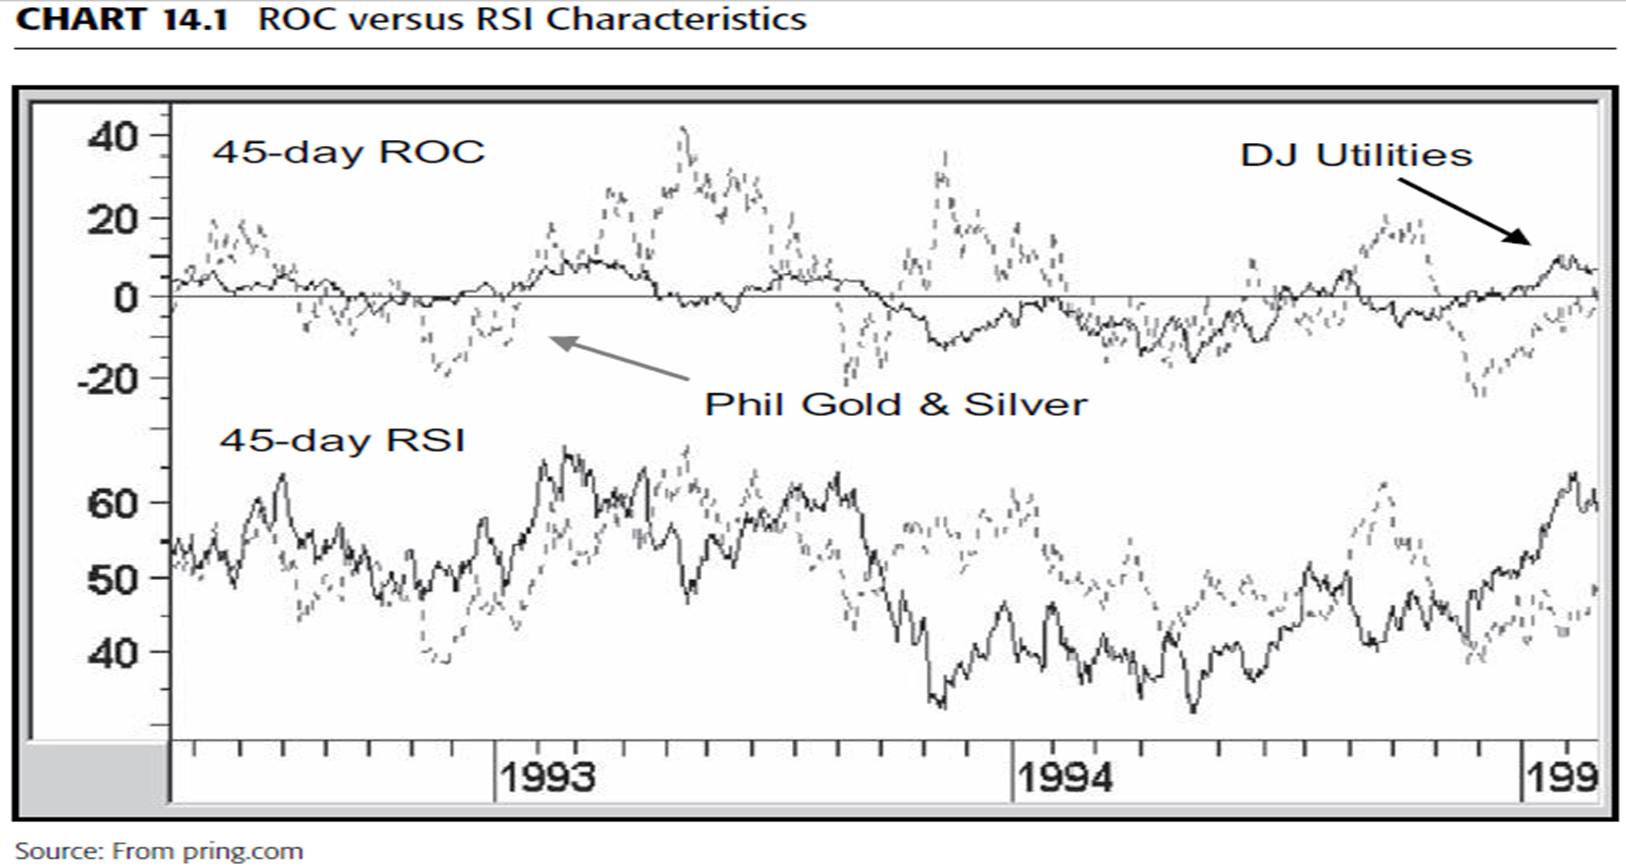 CHART 14.1 ROC versus RSI Characteristics
40
45-day ROC
DJ Utilities
20
0
-20
Phil Gold & Silver
45-day RSI
60
50
40
1993
1994
199
Source: From pring.com